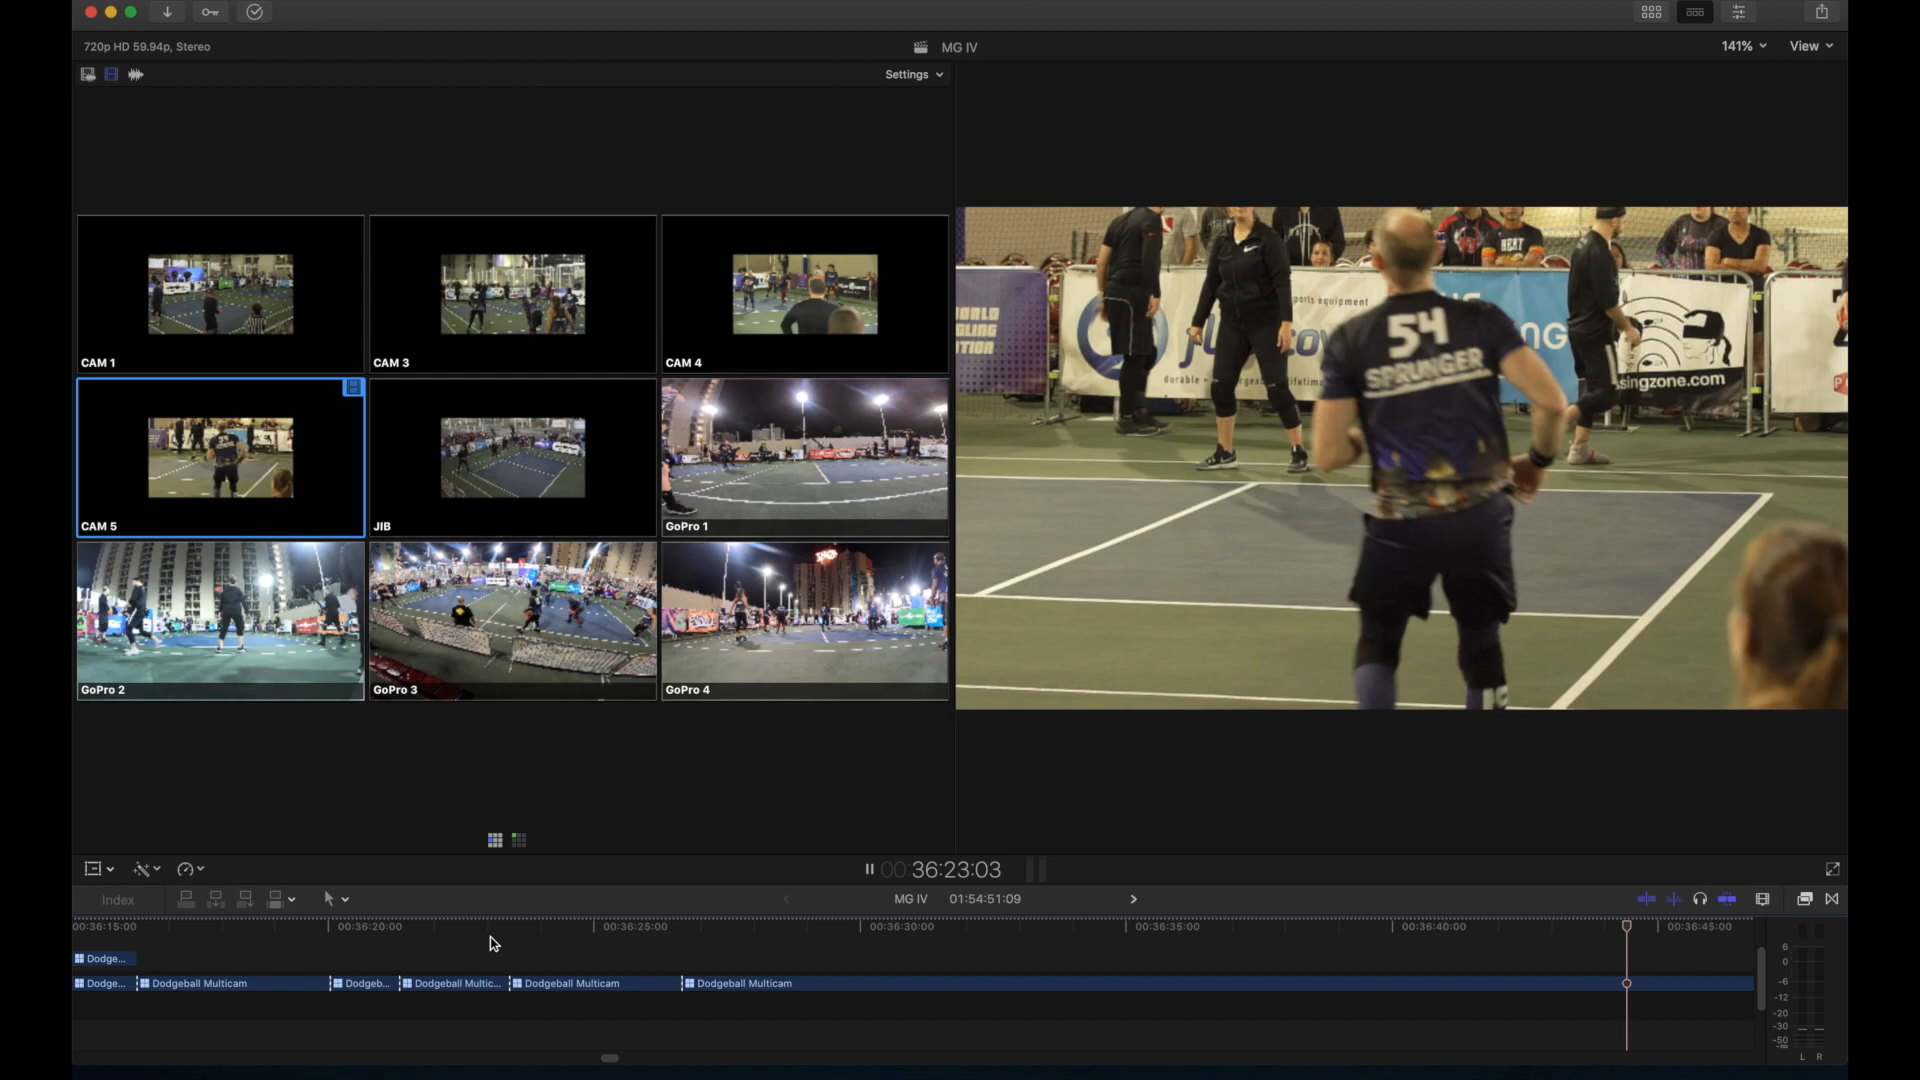 720p HD 59.94p, Stereo
MG IV
141%
View
Settings
CAM 1
CAM 3
CAM 4
CAM 5
JIB
GoPro 1
GoPro 2
GoPro 3
GoPro 4
54
SPRUNGER
HEAT
ports equipment
NG
singzone.com
00:36:23:03
Index
MG IV
01:54:51:09
00:36:15:00
00:36:20:00
00:36:25:00
00:36:30:00
00:36:35:00
00:36:40:00
00:36:45:00
Dodge...
Dodge...
Dodgeball Multicam
Dodgeb...
Dodgeball Multic...
Dodgeball Multicam
Dodgeball Multicam
6
0
-6
-12
-20
-30
-50
-∞
L
R